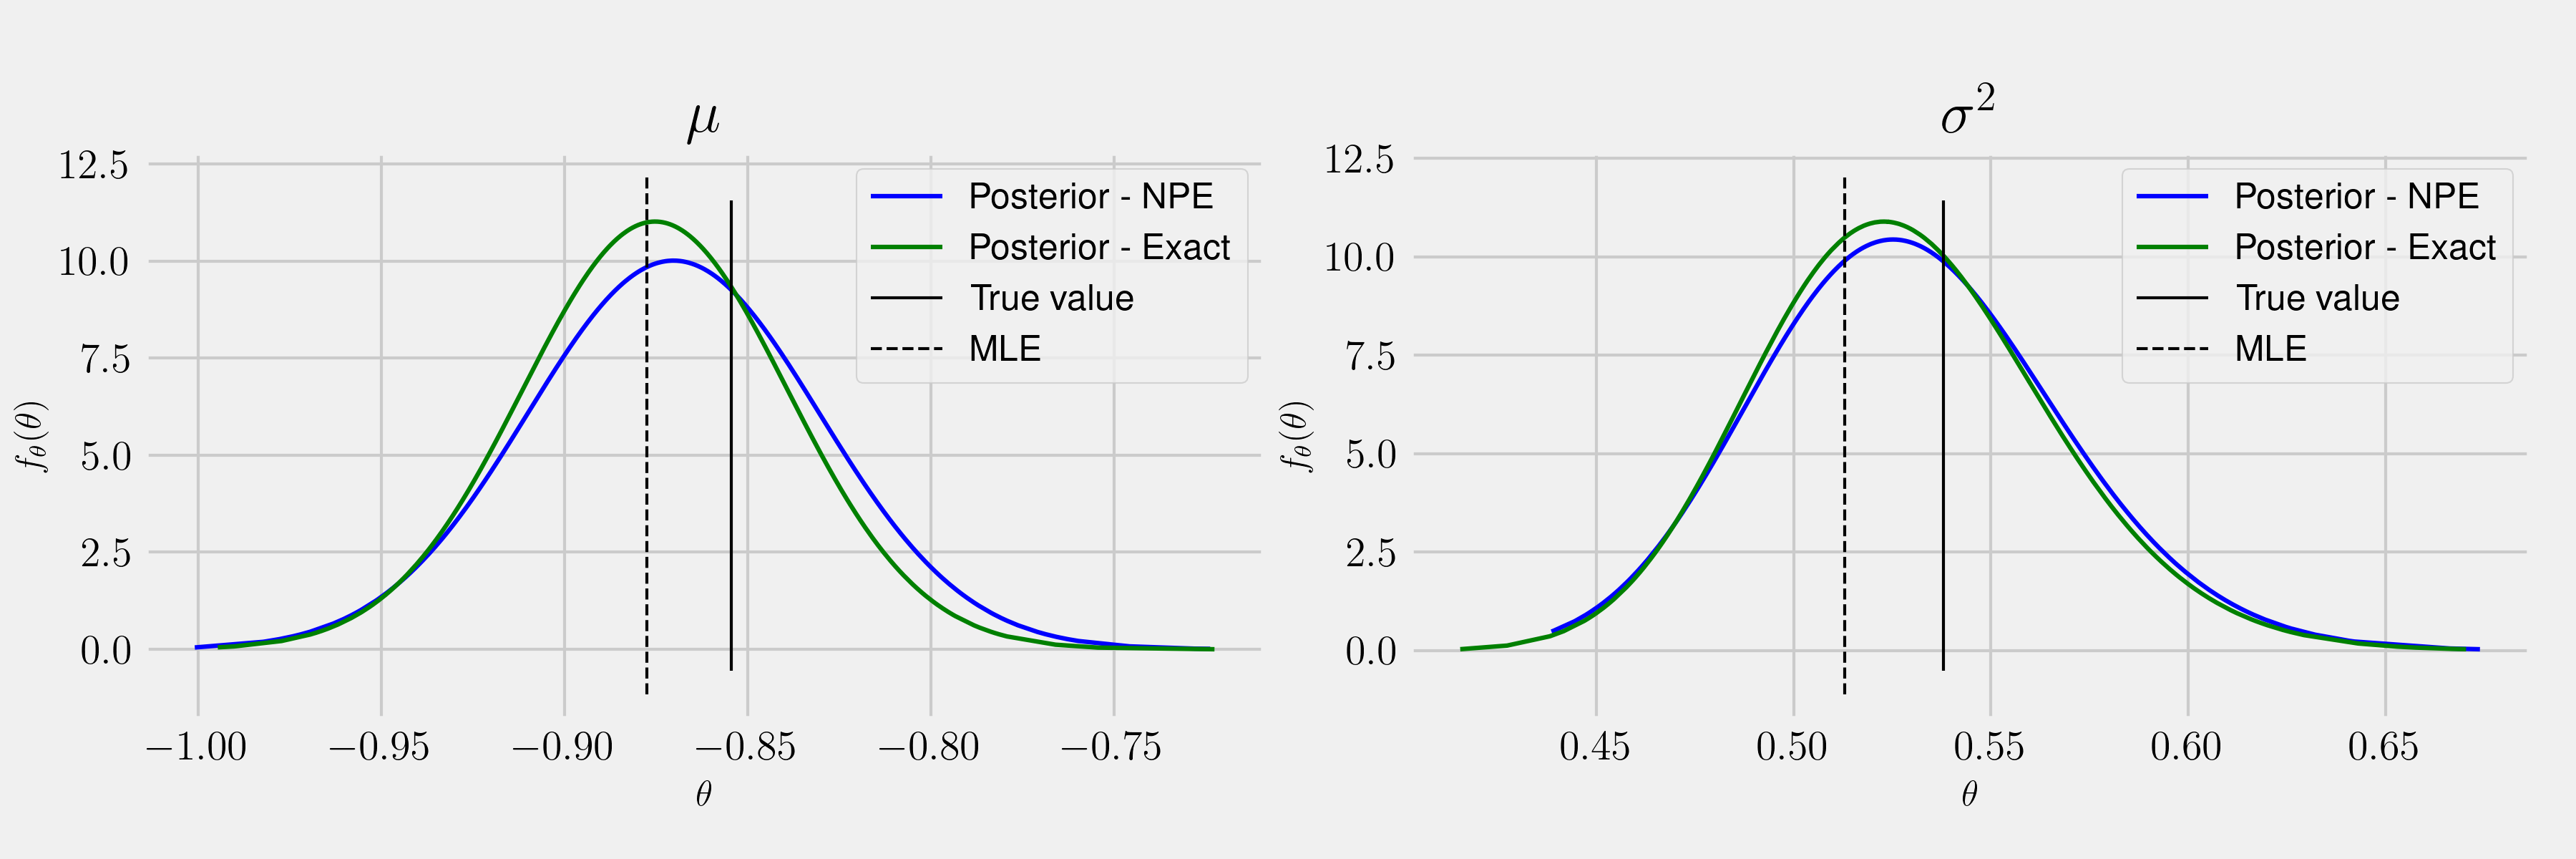 μ
12.5
10.0
7.5
5.0
2.5
0.0
f_θ(θ)
−1.00 −0.95 −0.90 −0.85 −0.80 −0.75
θ
Posterior - NPE
Posterior - Exact
True value
MLE
σ²
12.5
10.0
7.5
5.0
2.5
0.0
f_θ(θ)
0.45 0.50 0.55 0.60 0.65
θ
Posterior - NPE
Posterior - Exact
True value
MLE